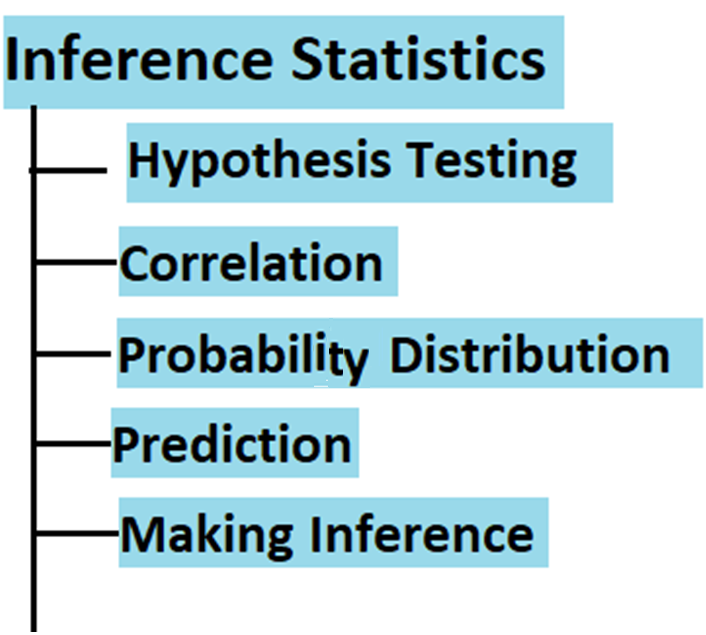 Inference Statistics
Hypothesis Testing
Correlation
Probability Distribution
Prediction
Making Inference